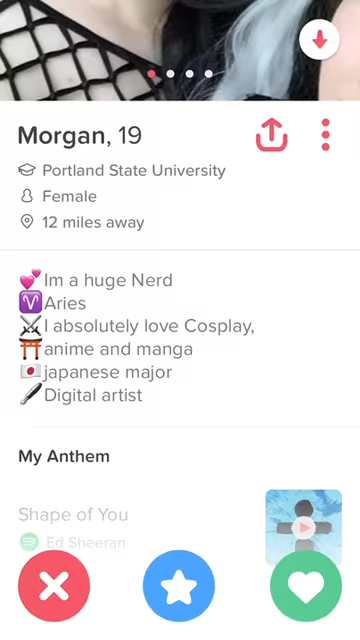 Morgan, 19
Portland State University
Female
12 miles away
💕Im a huge Nerd
♈Aries
⚔I absolutely love Cosplay,
⛩anime and manga
🇯🇵japanese major
🖋Digital artist
My Anthem
Shape of You
Ed Sheeran